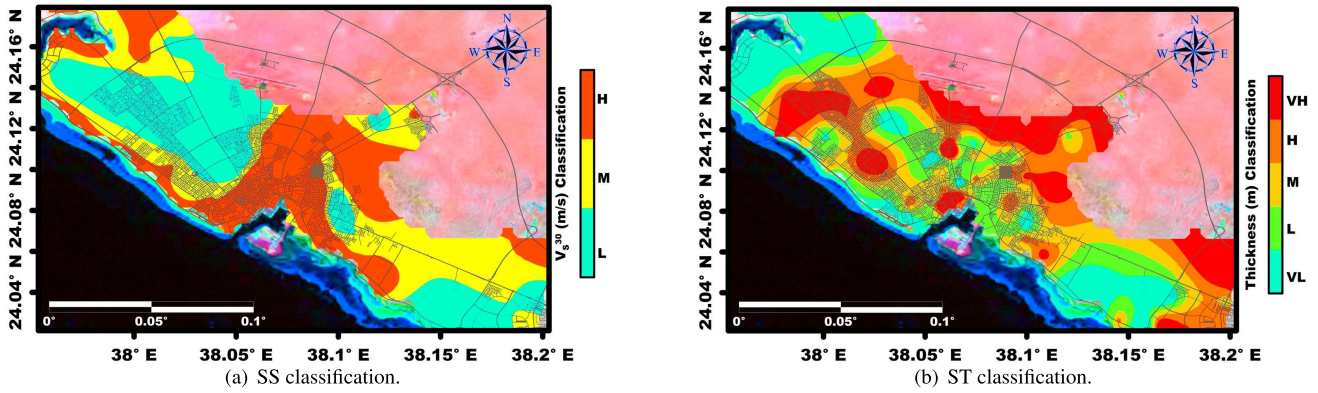 24.16° N
24.12° N
24.08° N
24.04° N
N
W E
S
H
M
L
Vs³⁰ (m/s) Classification
0° 0.05° 0.1°
38° E 38.05° E 38.1° E 38.15° E 38.2° E
(a) SS classification.
24.16° N
24.12° N
24.08° N
24.04° N
N
W E
S
VH
H
M
L
VL
Thickness (m) Classification
0° 0.05° 0.1°
38° E 38.05° E 38.1° E 38.15° E 38.2° E
(b) ST classification.